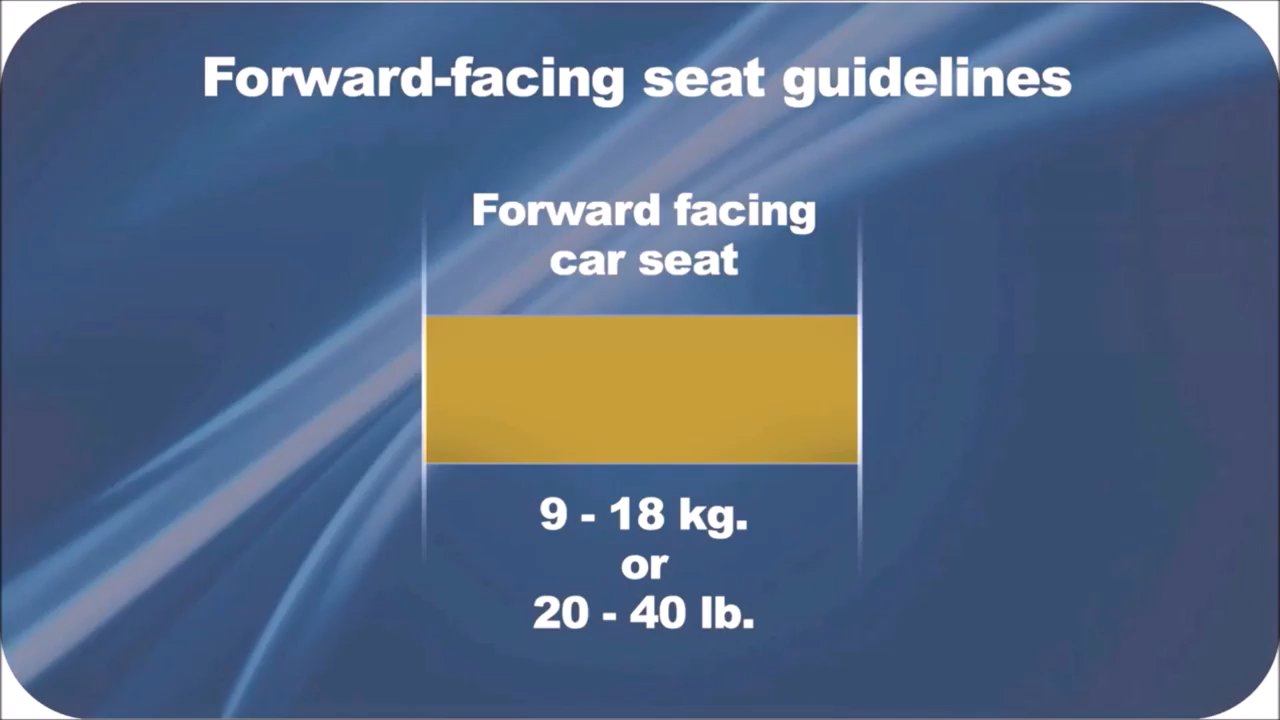 Forward-facing seat guidelines
Forward facing
car seat
9 - 18 kg.
or
20 - 40 lb.